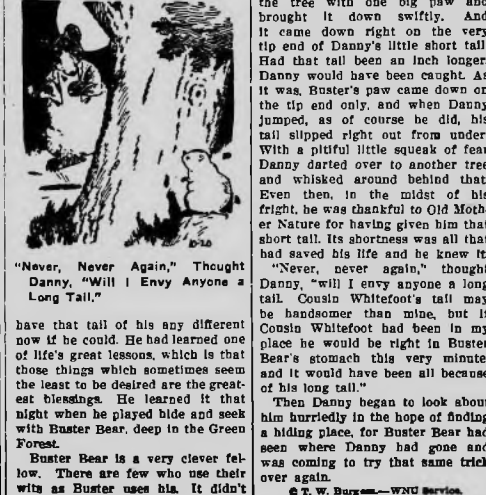 10-20
"Never, Never Again," Thought
Danny, "Will I Envy Anyone a
Long Tail."
have that tail of his any different
now if he could. He had learned one
of life's great lessons, which is that
those things which sometimes seem
the least to be desired are the great-
est blessings. He learned it that
night when he played hide and seek
with Buster Bear, deep in the Green
Forest.
Buster Bear is a very clever fel-
low. There are few who use their
wits as Buster uses his. It didn't
the tree with one big paw and
brought it down swiftly. And
it came down right on the very
tip end of Danny's little short tail.
Had that tail been an inch longer
Danny would have been caught. As
it was, Buster's paw came down on
the tip end only, and when Danny
jumped, as of course he did, his
tail slipped right out from under.
With a pitiful little squeak of fear
Danny darted over to another tree
and whisked around behind that.
Even then, in the midst of his
fright, he was thankful to Old Moth-
er Nature for having given him that
short tail. Its shortness was all that
had saved his life and he knew it.
"Never, never again," thought
Danny, "will I envy anyone a long
tail. Cousin Whitefoot's tail may
be handsomer than mine, but if
Cousin Whitefoot had been in my
place he would be right in Buster
Bear's stomach this very minute
and it would have been all because
of his long tail."
Then Danny began to look about
him hurriedly in the hope of finding
a hiding place, for Buster Bear had
seen where Danny had gone and
was coming to try that same trick
over again.
© T. W. Burgess.—WNU Service.